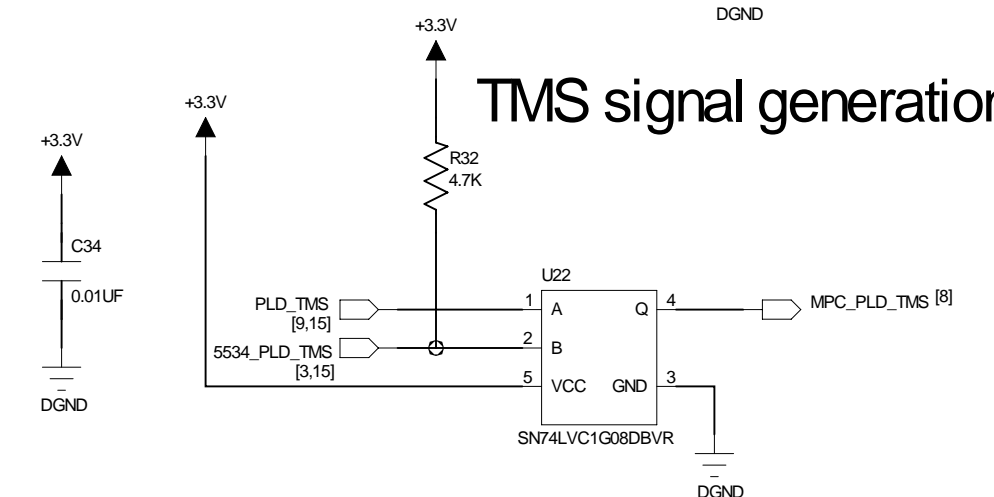 DGND
+3.3V
TMS signal generation
+3.3V
+3.3V
R32
4.7K
C34
0.01UF
U22
PLD_TMS
[9,15]
1
A
Q
4
MPC_PLD_TMS [8]
5534_PLD_TMS
[3,15]
2
B
5
VCC
GND
3
SN74LVC1G08DBVR
DGND
DGND